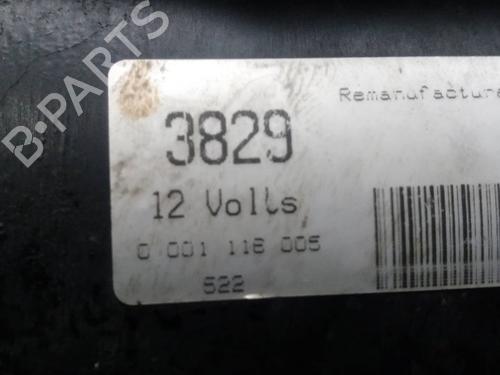 B-PARTS
Remanufacture
3829
12 Volts
0 001 116 005
522